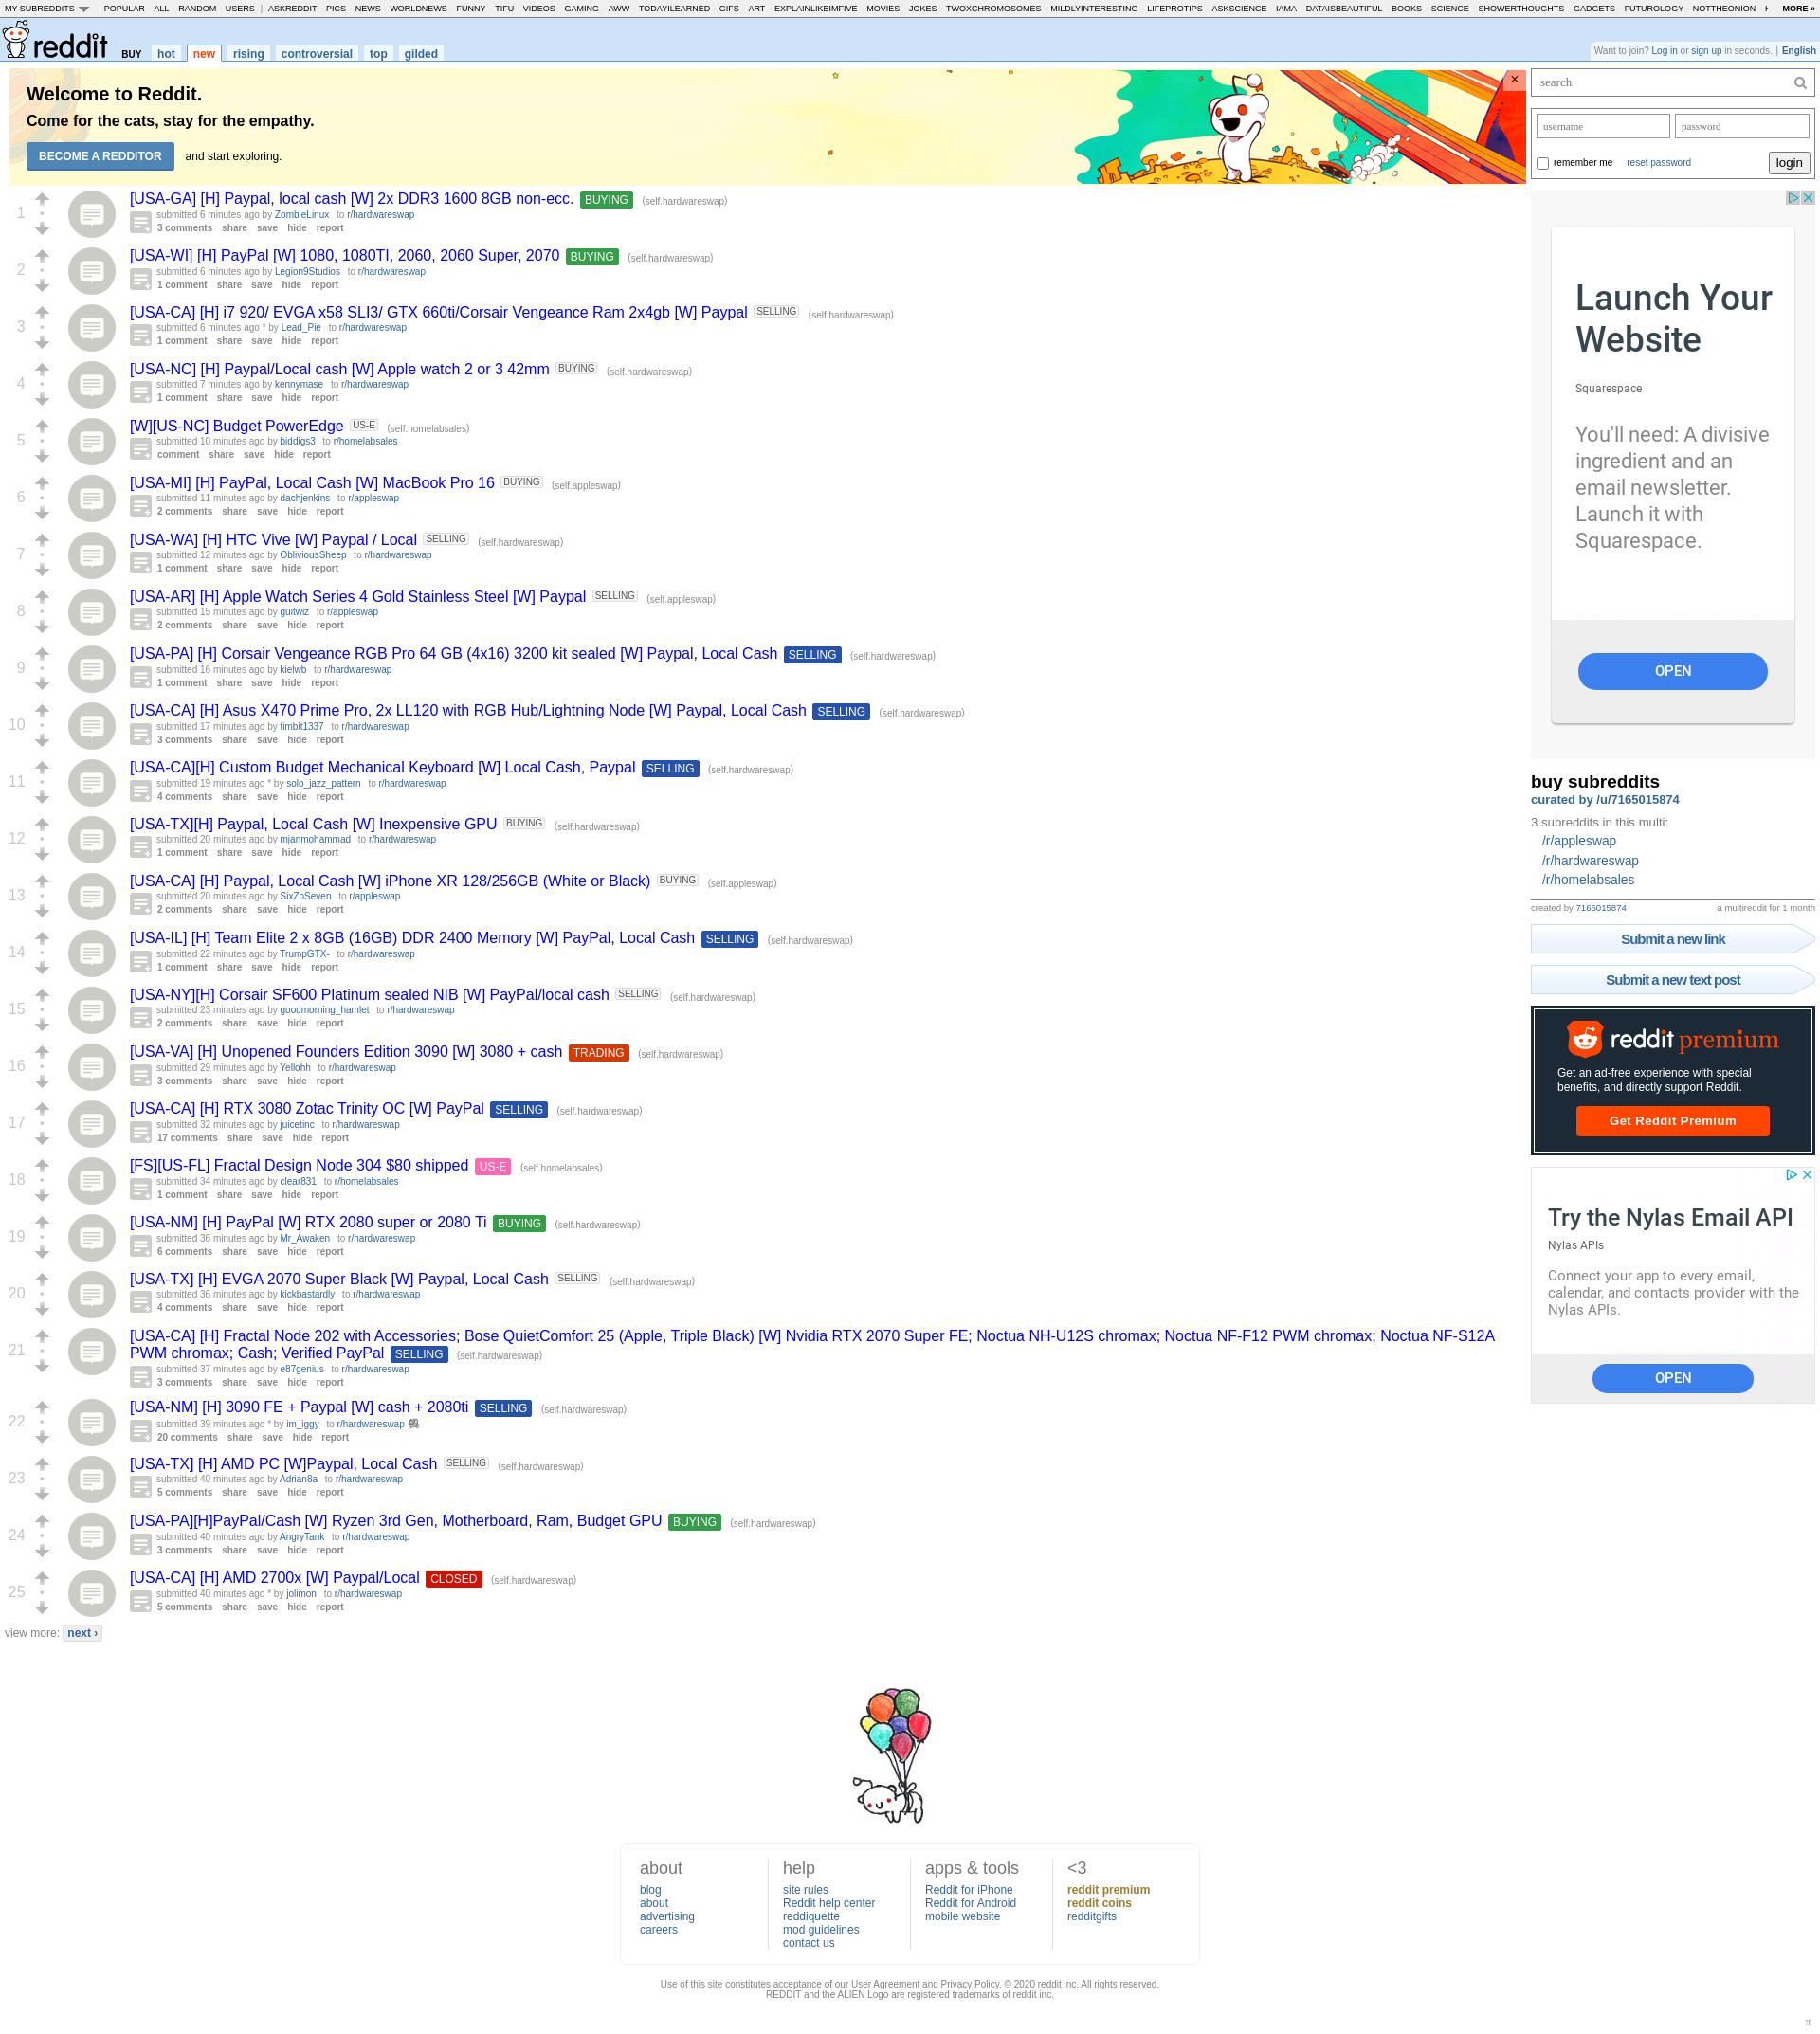 MY SUBREDDITS POPULAR - ALL - RANDOM - USERS | ASKREDDIT - PICS - NEWS - WORLDNEWS - FUNNY - TIFU - VIDEOS - GAMING - AWW - TODAYILEARNED - GIFS - ART - EXPLAINLIKEIMFIVE - MOVIES - JOKES - TWOXCHROMOSOMES - MILDLYINTERESTING - LIFEPROTIPS - ASKSCIENCE - IAMA - DATAISBEAUTIFUL - BOOKS - SCIENCE - SHOWERTHOUGHTS - GADGETS - FUTUROLOGY - NOTTHEONION - MORE »
reddit BUY hot new rising controversial top gilded
Want to join? Log in or sign up in seconds. | English
Welcome to Reddit.
Come for the cats, stay for the empathy.
BECOME A REDDITOR and start exploring.
×
1
[USA-GA] [H] Paypal, local cash [W] 2x DDR3 1600 8GB non-ecc. BUYING (self.hardwareswap)
submitted 6 minutes ago by ZombieLinux to r/hardwareswap
3 comments share save hide report
2
[USA-WI] [H] PayPal [W] 1080, 1080TI, 2060, 2060 Super, 2070 BUYING (self.hardwareswap)
submitted 6 minutes ago by Legion9Studios to r/hardwareswap
1 comment share save hide report
3
[USA-CA] [H] i7 920/ EVGA x58 SLI3/ GTX 660ti/Corsair Vengeance Ram 2x4gb [W] Paypal SELLING (self.hardwareswap)
submitted 6 minutes ago * by Lead_Pie to r/hardwareswap
1 comment share save hide report
4
[USA-NC] [H] Paypal/Local cash [W] Apple watch 2 or 3 42mm BUYING (self.hardwareswap)
submitted 7 minutes ago by kennymase to r/hardwareswap
1 comment share save hide report
5
[W][US-NC] Budget PowerEdge US-E (self.homelabsales)
submitted 10 minutes ago by biddigs3 to r/homelabsales
comment share save hide report
6
[USA-MI] [H] PayPal, Local Cash [W] MacBook Pro 16 BUYING (self.appleswap)
submitted 11 minutes ago by dachjenkins to r/appleswap
2 comments share save hide report
7
[USA-WA] [H] HTC Vive [W] Paypal / Local SELLING (self.hardwareswap)
submitted 12 minutes ago by ObliviousSheep to r/hardwareswap
1 comment share save hide report
8
[USA-AR] [H] Apple Watch Series 4 Gold Stainless Steel [W] Paypal SELLING (self.appleswap)
submitted 15 minutes ago by guitwiz to r/appleswap
2 comments share save hide report
9
[USA-PA] [H] Corsair Vengeance RGB Pro 64 GB (4x16) 3200 kit sealed [W] Paypal, Local Cash SELLING (self.hardwareswap)
submitted 16 minutes ago by kielwb to r/hardwareswap
1 comment share save hide report
10
[USA-CA] [H] Asus X470 Prime Pro, 2x LL120 with RGB Hub/Lightning Node [W] Paypal, Local Cash SELLING (self.hardwareswap)
submitted 17 minutes ago by timbit1337 to r/hardwareswap
3 comments share save hide report
11
[USA-CA][H] Custom Budget Mechanical Keyboard [W] Local Cash, Paypal SELLING (self.hardwareswap)
submitted 19 minutes ago * by solo_jazz_pattern to r/hardwareswap
4 comments share save hide report
12
[USA-TX][H] Paypal, Local Cash [W] Inexpensive GPU BUYING (self.hardwareswap)
submitted 20 minutes ago by mjanmohammad to r/hardwareswap
1 comment share save hide report
13
[USA-CA] [H] Paypal, Local Cash [W] iPhone XR 128/256GB (White or Black) BUYING (self.appleswap)
submitted 20 minutes ago by SixZoSeven to r/appleswap
2 comments share save hide report
14
[USA-IL] [H] Team Elite 2 x 8GB (16GB) DDR 2400 Memory [W] PayPal, Local Cash SELLING (self.hardwareswap)
submitted 22 minutes ago by TrumpGTX- to r/hardwareswap
1 comment share save hide report
15
[USA-NY][H] Corsair SF600 Platinum sealed NIB [W] PayPal/local cash SELLING (self.hardwareswap)
submitted 23 minutes ago by goodmorning_hamlet to r/hardwareswap
2 comments share save hide report
16
[USA-VA] [H] Unopened Founders Edition 3090 [W] 3080 + cash TRADING (self.hardwareswap)
submitted 29 minutes ago by Yellohh to r/hardwareswap
3 comments share save hide report
17
[USA-CA] [H] RTX 3080 Zotac Trinity OC [W] PayPal SELLING (self.hardwareswap)
submitted 32 minutes ago by juicetinc to r/hardwareswap
17 comments share save hide report
18
[FS][US-FL] Fractal Design Node 304 $80 shipped US-E (self.homelabsales)
submitted 34 minutes ago by clear831 to r/homelabsales
1 comment share save hide report
19
[USA-NM] [H] PayPal [W] RTX 2080 super or 2080 Ti BUYING (self.hardwareswap)
submitted 36 minutes ago by Mr_Awaken to r/hardwareswap
6 comments share save hide report
20
[USA-TX] [H] EVGA 2070 Super Black [W] Paypal, Local Cash SELLING (self.hardwareswap)
submitted 36 minutes ago by kickbastardly to r/hardwareswap
4 comments share save hide report
21
[USA-CA] [H] Fractal Node 202 with Accessories; Bose QuietComfort 25 (Apple, Triple Black) [W] Nvidia RTX 2070 Super FE; Noctua NH-U12S chromax; Noctua NF-F12 PWM chromax; Noctua NF-S12A
PWM chromax; Cash; Verified PayPal SELLING (self.hardwareswap)
submitted 37 minutes ago by e87genius to r/hardwareswap
3 comments share save hide report
22
[USA-NM] [H] 3090 FE + Paypal [W] cash + 2080ti SELLING (self.hardwareswap)
submitted 39 minutes ago * by im_iggy to r/hardwareswap
20 comments share save hide report
23
[USA-TX] [H] AMD PC [W]Paypal, Local Cash SELLING (self.hardwareswap)
submitted 40 minutes ago by Adrian8a to r/hardwareswap
5 comments share save hide report
24
[USA-PA][H]PayPal/Cash [W] Ryzen 3rd Gen, Motherboard, Ram, Budget GPU BUYING (self.hardwareswap)
submitted 40 minutes ago by AngryTank to r/hardwareswap
3 comments share save hide report
25
[USA-CA] [H] AMD 2700x [W] Paypal/Local CLOSED (self.hardwareswap)
submitted 40 minutes ago * by jolimon to r/hardwareswap
5 comments share save hide report
view more: next ›
search
username password
remember me reset password login
Launch Your
Website
Squarespace
You'll need: A divisive
ingredient and an
email newsletter.
Launch it with
Squarespace.
OPEN
buy subreddits
curated by /u/7165015874
3 subreddits in this multi:
/r/appleswap
/r/hardwareswap
/r/homelabsales
created by 7165015874 a multireddit for 1 month
Submit a new link
Submit a new text post
reddit premium
Get an ad-free experience with special
benefits, and directly support Reddit.
Get Reddit Premium
Try the Nylas Email API
Nylas APIs
Connect your app to every email,
calendar, and contacts provider with the
Nylas APIs.
OPEN
about
blog
about
advertising
careers
help
site rules
Reddit help center
reddiquette
mod guidelines
contact us
apps & tools
Reddit for iPhone
Reddit for Android
mobile website
<3
reddit premium
reddit coins
redditgifts
Use of this site constitutes acceptance of our User Agreement and Privacy Policy. © 2020 reddit inc. All rights reserved.
REDDIT and the ALIEN Logo are registered trademarks of reddit inc.
π